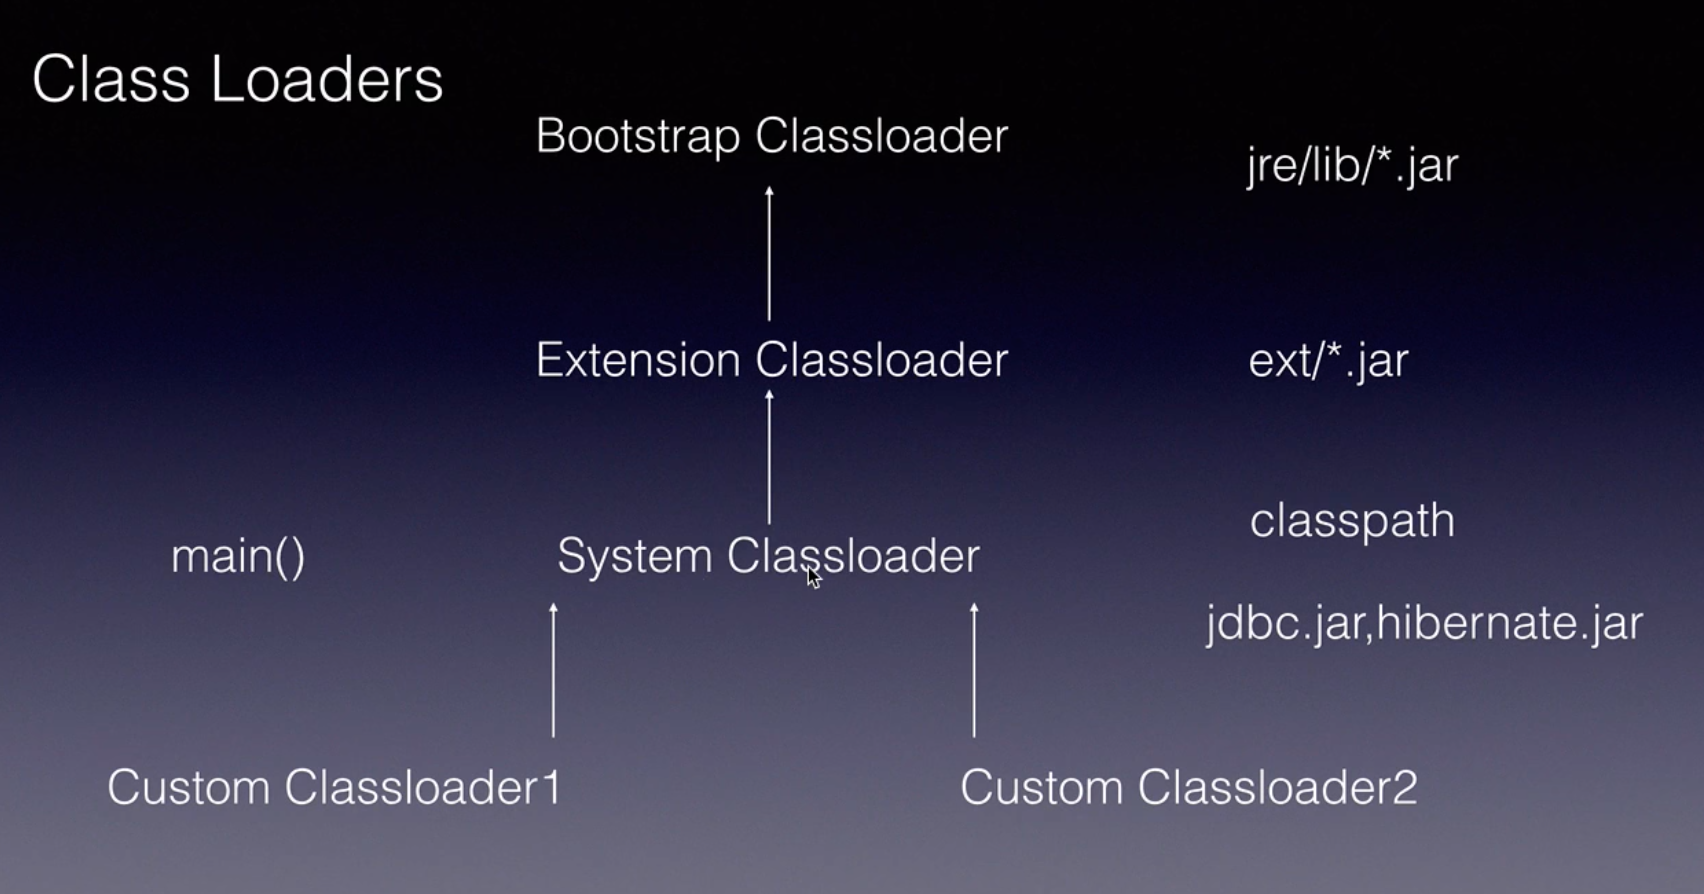 Class Loaders
Bootstrap Classloader
jre/lib/*.jar
Extension Classloader
ext/*.jar
classpath
main()
System Classloader
jdbc.jar,hibernate.jar
Custom Classloader1
Custom Classloader2